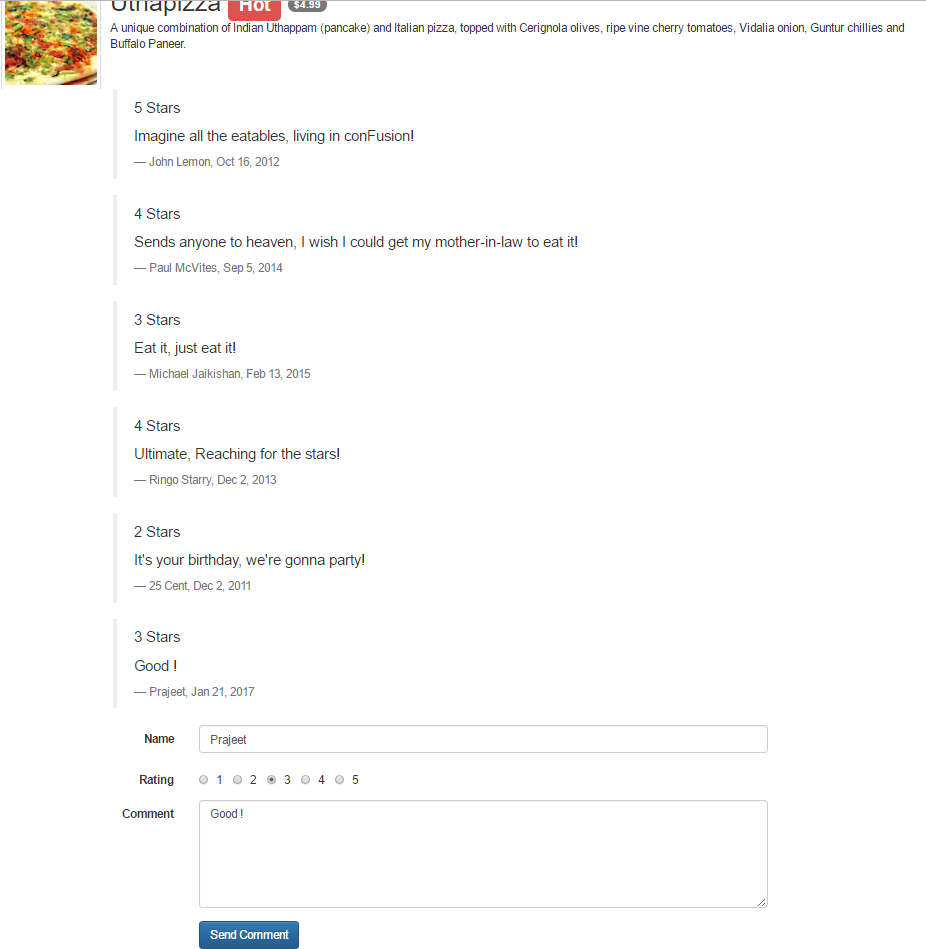 Uthapizza Hot $4.99
A unique combination of Indian Uthappam (pancake) and Italian pizza, topped with Cerignola olives, ripe vine cherry tomatoes, Vidalia onion, Guntur chillies and
Buffalo Paneer.
5 Stars
Imagine all the eatables, living in conFusion!
— John Lemon, Oct 16, 2012
4 Stars
Sends anyone to heaven, I wish I could get my mother-in-law to eat it!
— Paul McVites, Sep 5, 2014
3 Stars
Eat it, just eat it!
— Michael Jaikishan, Feb 13, 2015
4 Stars
Ultimate, Reaching for the stars!
— Ringo Starry, Dec 2, 2013
2 Stars
It's your birthday, we're gonna party!
— 25 Cent, Dec 2, 2011
3 Stars
Good !
— Prajeet, Jan 21, 2017
Name Prajeet
Rating 1 2 3 4 5
Comment Good !
Send Comment